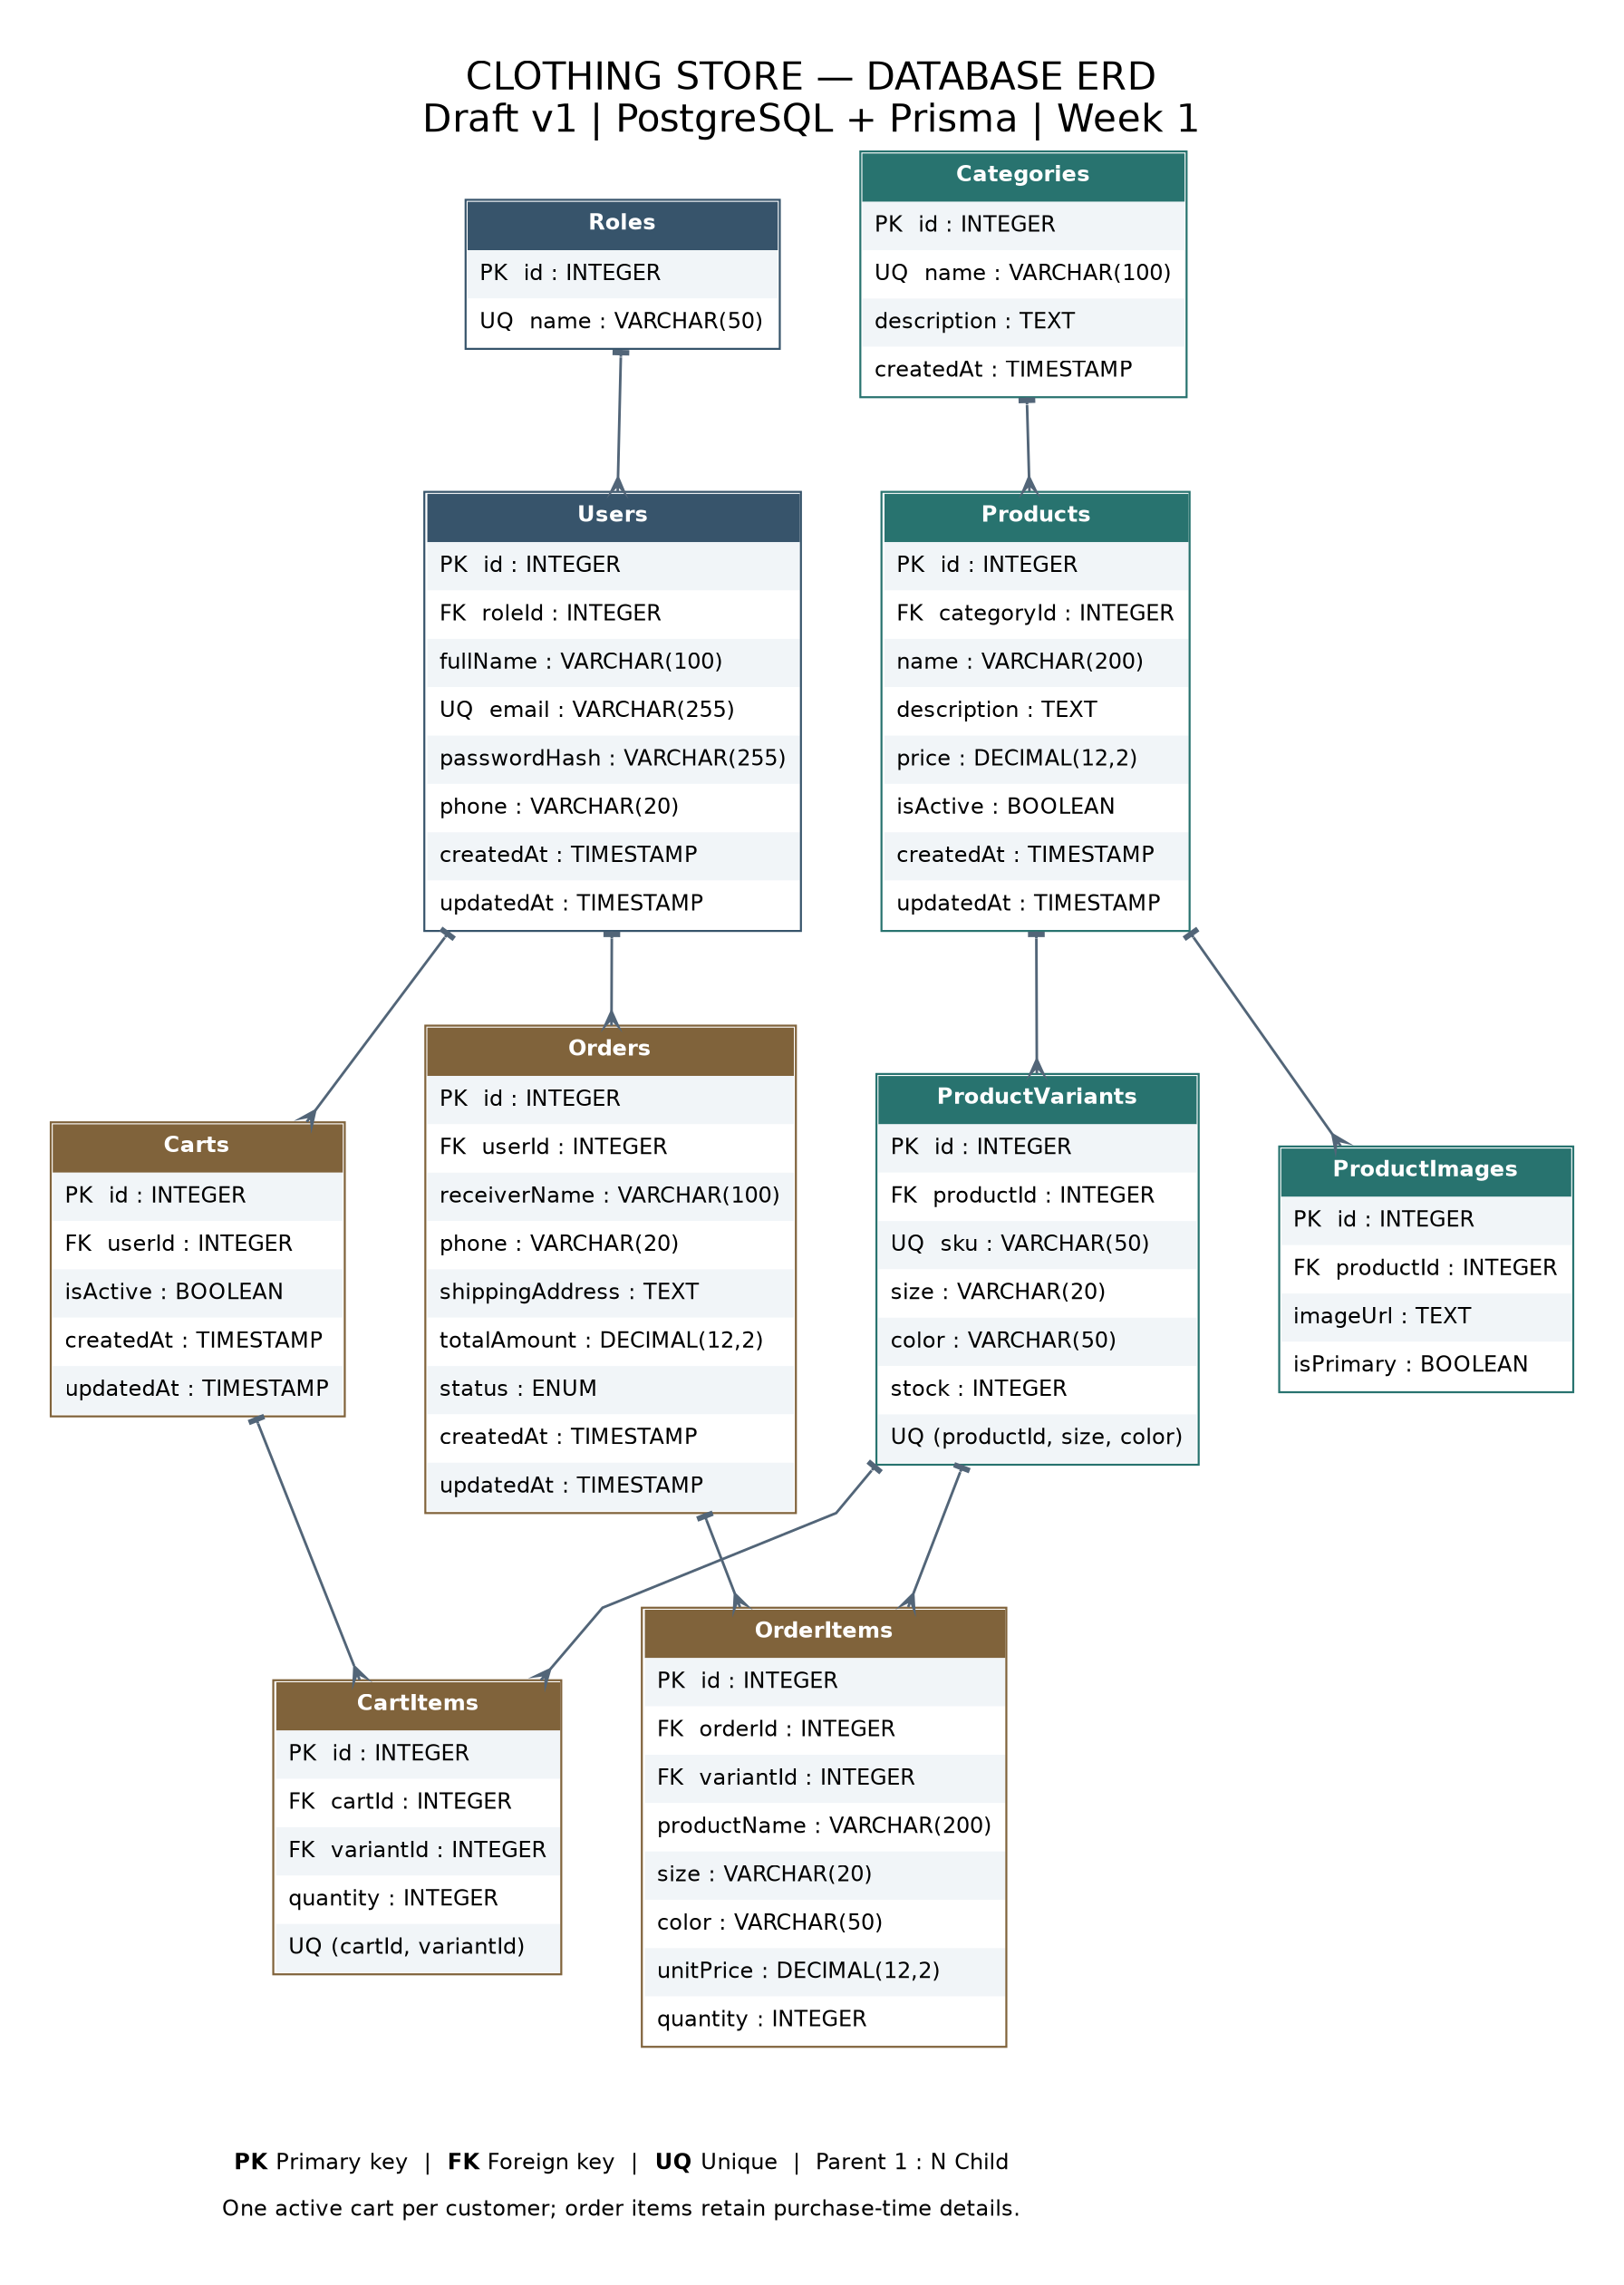 CLOTHING STORE — DATABASE ERD
Draft v1 | PostgreSQL + Prisma | Week 1
Roles
PK id : INTEGER
UQ name : VARCHAR(50)
Categories
PK id : INTEGER
UQ name : VARCHAR(100)
description : TEXT
createdAt : TIMESTAMP
Users
PK id : INTEGER
FK roleId : INTEGER
fullName : VARCHAR(100)
UQ email : VARCHAR(255)
passwordHash : VARCHAR(255)
phone : VARCHAR(20)
createdAt : TIMESTAMP
updatedAt : TIMESTAMP
Products
PK id : INTEGER
FK categoryId : INTEGER
name : VARCHAR(200)
description : TEXT
price : DECIMAL(12,2)
isActive : BOOLEAN
createdAt : TIMESTAMP
updatedAt : TIMESTAMP
Carts
PK id : INTEGER
FK userId : INTEGER
isActive : BOOLEAN
createdAt : TIMESTAMP
updatedAt : TIMESTAMP
Orders
PK id : INTEGER
FK userId : INTEGER
receiverName : VARCHAR(100)
phone : VARCHAR(20)
shippingAddress : TEXT
totalAmount : DECIMAL(12,2)
status : ENUM
createdAt : TIMESTAMP
updatedAt : TIMESTAMP
ProductVariants
PK id : INTEGER
FK productId : INTEGER
UQ sku : VARCHAR(50)
size : VARCHAR(20)
color : VARCHAR(50)
stock : INTEGER
UQ (productId, size, color)
ProductImages
PK id : INTEGER
FK productId : INTEGER
imageUrl : TEXT
isPrimary : BOOLEAN
CartItems
PK id : INTEGER
FK cartId : INTEGER
FK variantId : INTEGER
quantity : INTEGER
UQ (cartId, variantId)
OrderItems
PK id : INTEGER
FK orderId : INTEGER
FK variantId : INTEGER
productName : VARCHAR(200)
size : VARCHAR(20)
color : VARCHAR(50)
unitPrice : DECIMAL(12,2)
quantity : INTEGER
PK Primary key | FK Foreign key | UQ Unique | Parent 1 : N Child
One active cart per customer; order items retain purchase-time details.